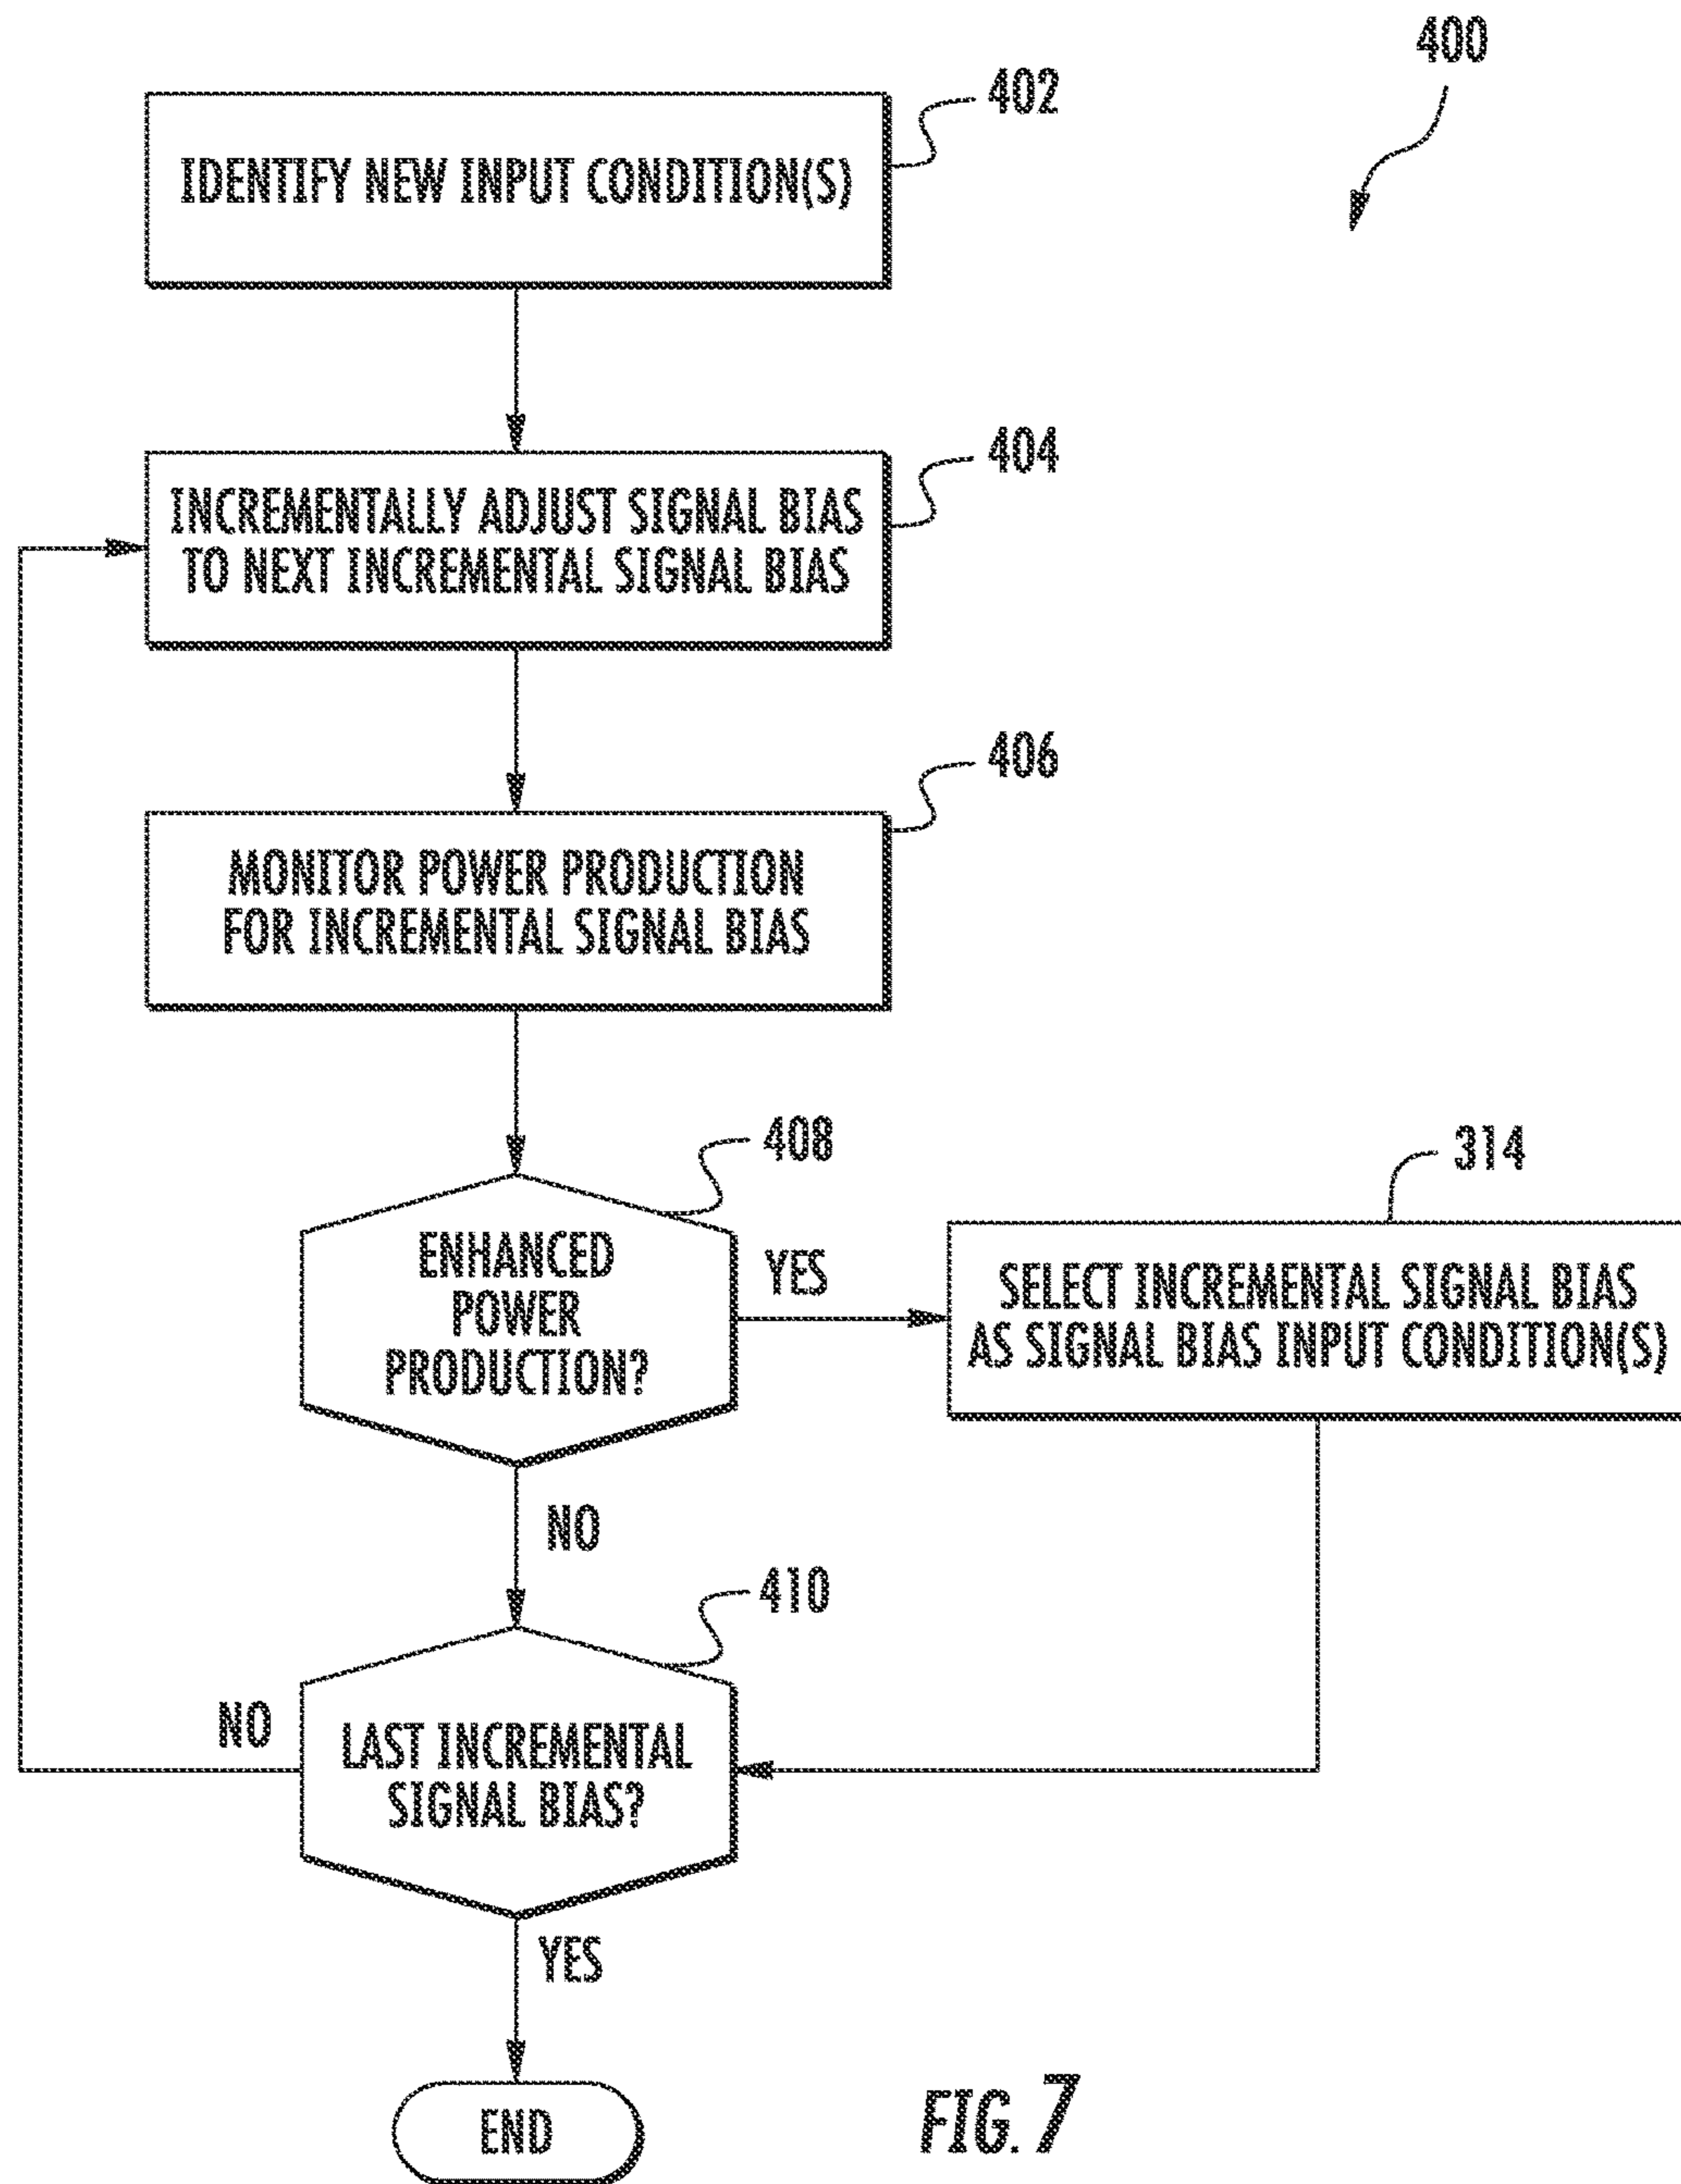 400
402
IDENTIFY NEW INPUT CONDITION(S)
404
INCREMENTALLY ADJUST SIGNAL BIAS
TO NEXT INCREMENTAL SIGNAL BIAS
406
MONITOR POWER PRODUCTION
FOR INCREMENTAL SIGNAL BIAS
408
ENHANCED
POWER
PRODUCTION?
YES
314
SELECT INCREMENTAL SIGNAL BIAS
AS SIGNAL BIAS INPUT CONDITION(S)
NO
410
NO
LAST INCREMENTAL
SIGNAL BIAS?
YES
END
FIG. 7